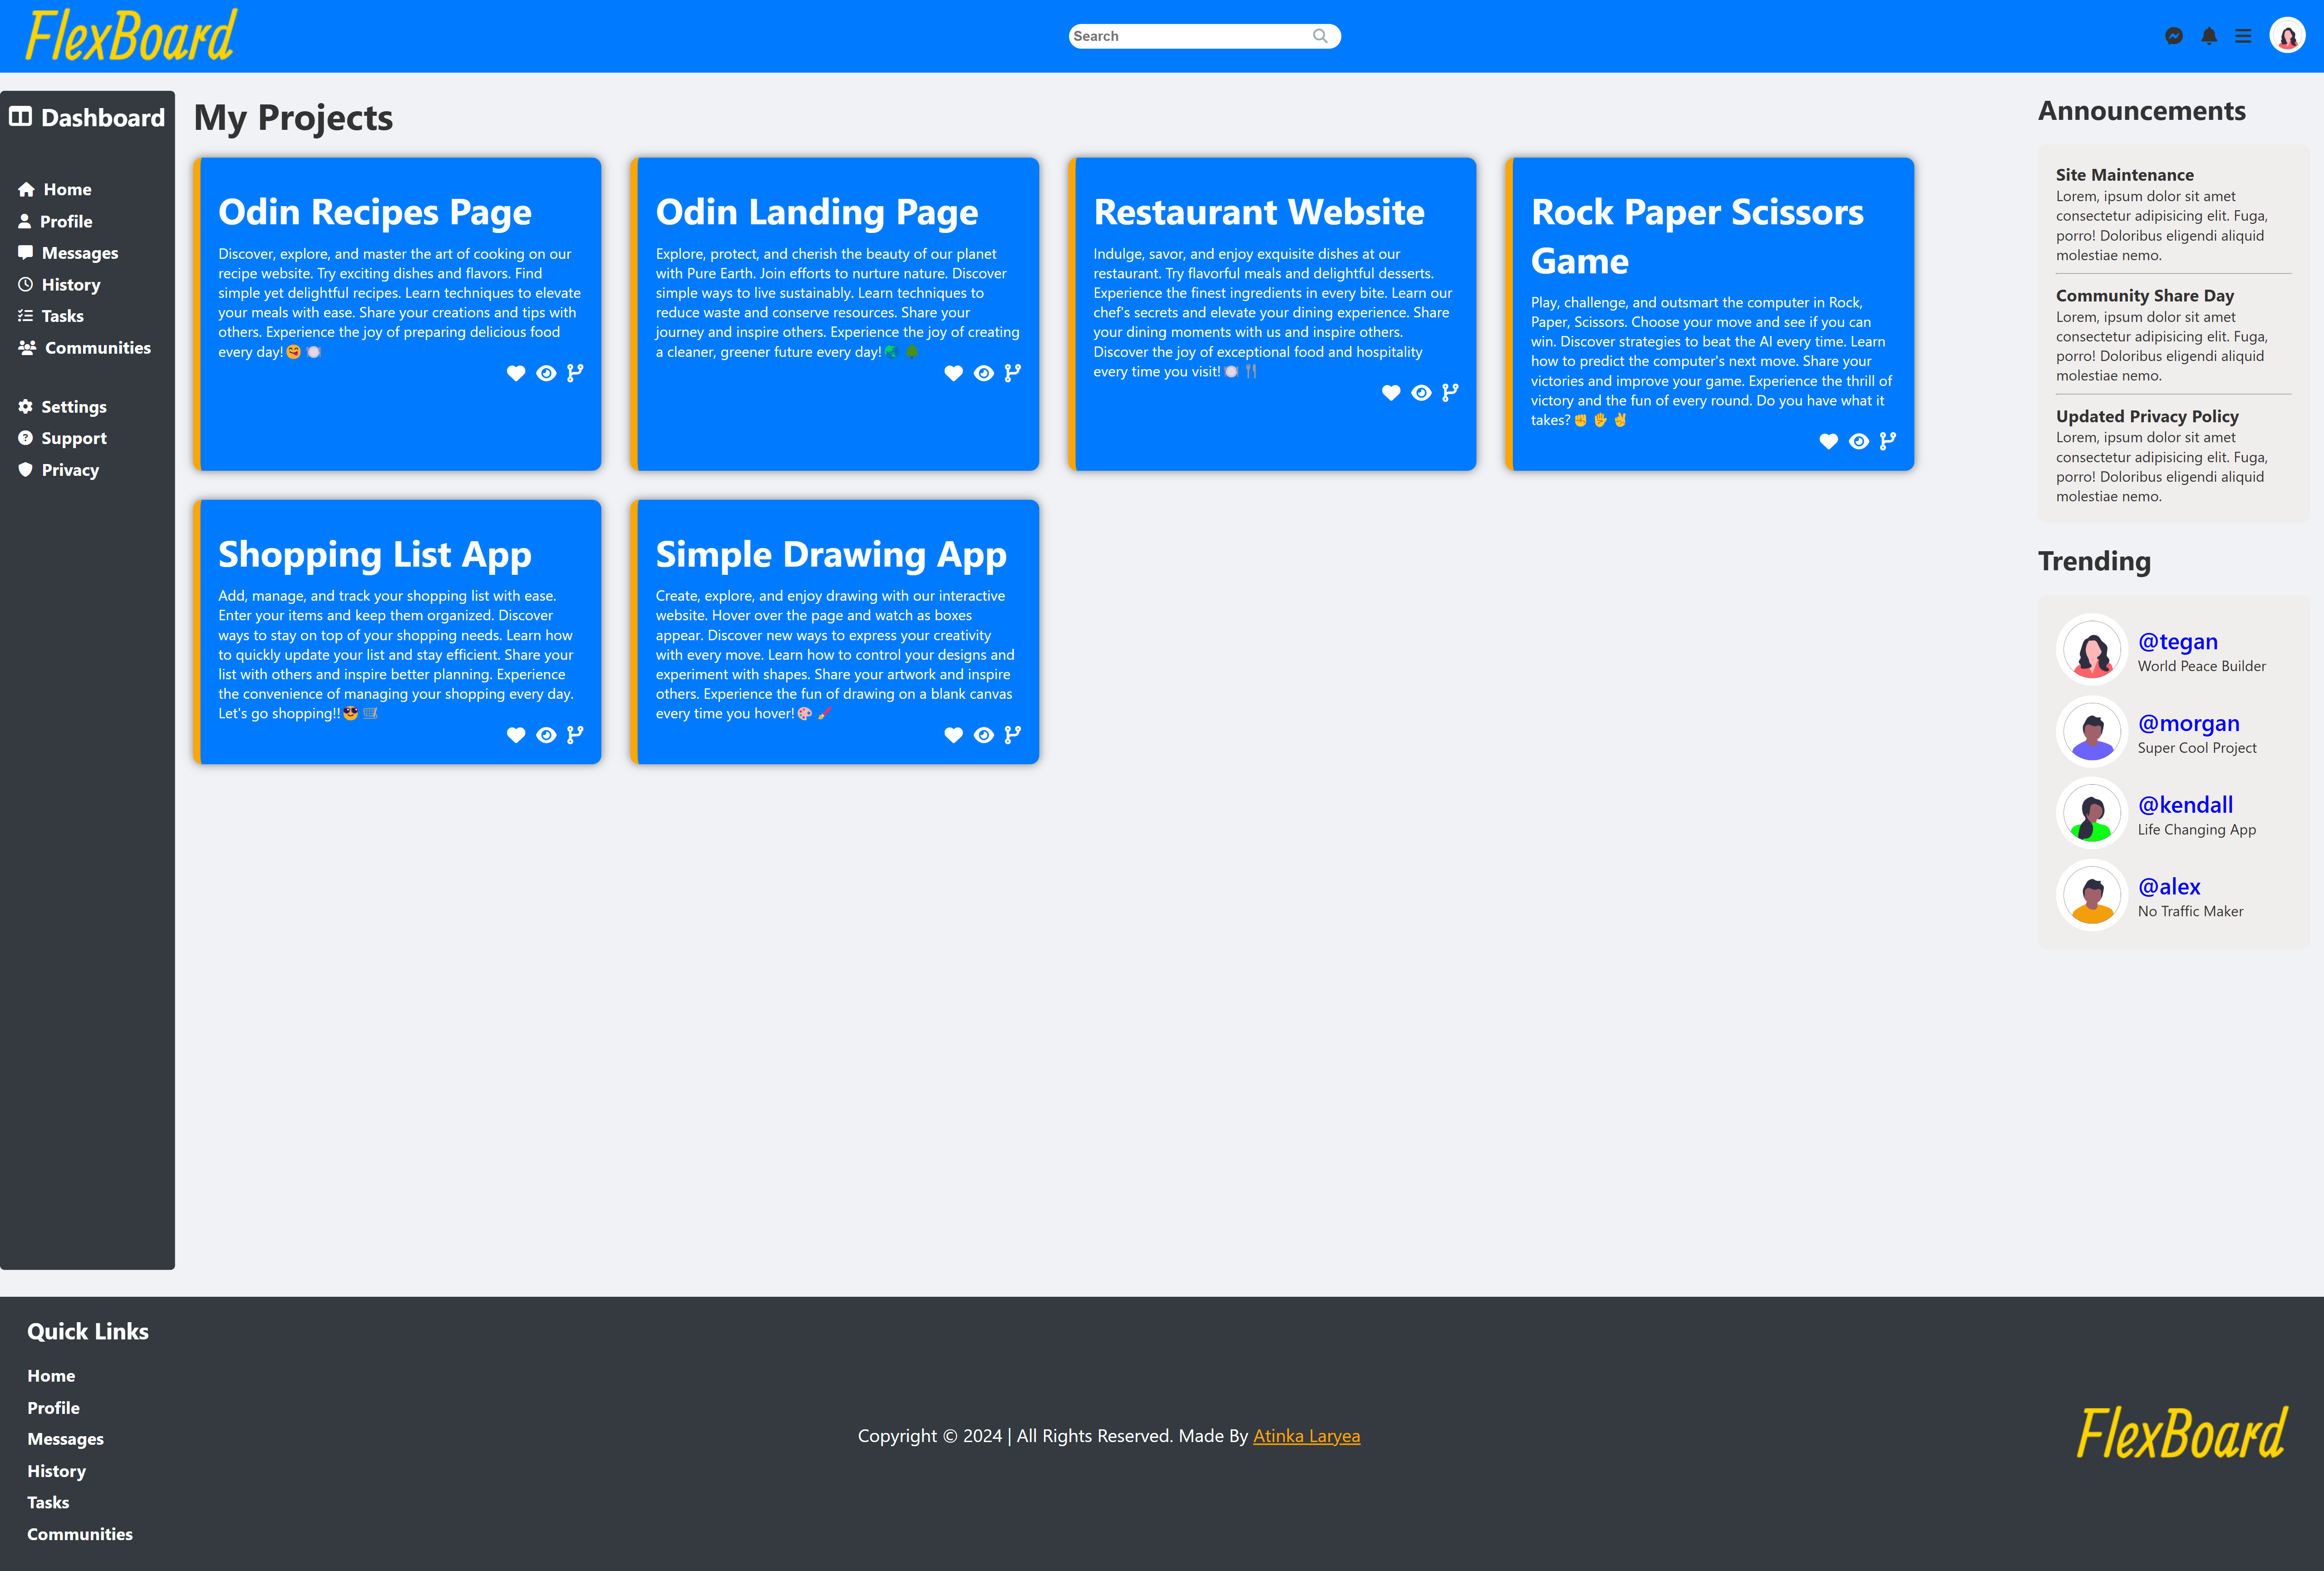 FlexBoard
Search
Dashboard
Home
Profile
Messages
History
Tasks
Communities
Settings
Support
Privacy
My Projects
Odin Recipes Page
Discover, explore, and master the art of cooking on our
recipe website. Try exciting dishes and flavors. Find
simple yet delightful recipes. Learn techniques to elevate
your meals with ease. Share your creations and tips with
others. Experience the joy of preparing delicious food
every day!😋 🍽️
Odin Landing Page
Explore, protect, and cherish the beauty of our planet
with Pure Earth. Join efforts to nurture nature. Discover
simple ways to live sustainably. Learn techniques to
reduce waste and conserve resources. Share your
journey and inspire others. Experience the joy of creating
a cleaner, greener future every day!🌏 🌳
Restaurant Website
Indulge, savor, and enjoy exquisite dishes at our
restaurant. Try flavorful meals and delightful desserts.
Experience the finest ingredients in every bite. Learn our
chef's secrets and elevate your dining experience. Share
your dining moments with us and inspire others.
Discover the joy of exceptional food and hospitality
every time you visit!🍽️ 🍴
Rock Paper Scissors
Game
Play, challenge, and outsmart the computer in Rock,
Paper, Scissors. Choose your move and see if you can
win. Discover strategies to beat the AI every time. Learn
how to predict the computer's next move. Share your
victories and improve your game. Experience the thrill of
victory and the fun of every round. Do you have what it
takes?✊ ✋ ✌️
Shopping List App
Add, manage, and track your shopping list with ease.
Enter your items and keep them organized. Discover
ways to stay on top of your shopping needs. Learn how
to quickly update your list and stay efficient. Share your
list with others and inspire better planning. Experience
the convenience of managing your shopping every day.
Let's go shopping!!😎 🛒
Simple Drawing App
Create, explore, and enjoy drawing with our interactive
website. Hover over the page and watch as boxes
appear. Discover new ways to express your creativity
with every move. Learn how to control your designs and
experiment with shapes. Share your artwork and inspire
others. Experience the fun of drawing on a blank canvas
every time you hover!🎨 🖌️
Announcements
Site Maintenance
Lorem, ipsum dolor sit amet
consectetur adipisicing elit. Fuga,
porro! Doloribus eligendi aliquid
molestiae nemo.
Community Share Day
Lorem, ipsum dolor sit amet
consectetur adipisicing elit. Fuga,
porro! Doloribus eligendi aliquid
molestiae nemo.
Updated Privacy Policy
Lorem, ipsum dolor sit amet
consectetur adipisicing elit. Fuga,
porro! Doloribus eligendi aliquid
molestiae nemo.
Trending
@tegan
World Peace Builder
@morgan
Super Cool Project
@kendall
Life Changing App
@alex
No Traffic Maker
Quick Links
Home
Profile
Messages
History
Tasks
Communities
Copyright © 2024 | All Rights Reserved. Made By Atinka Laryea
FlexBoard